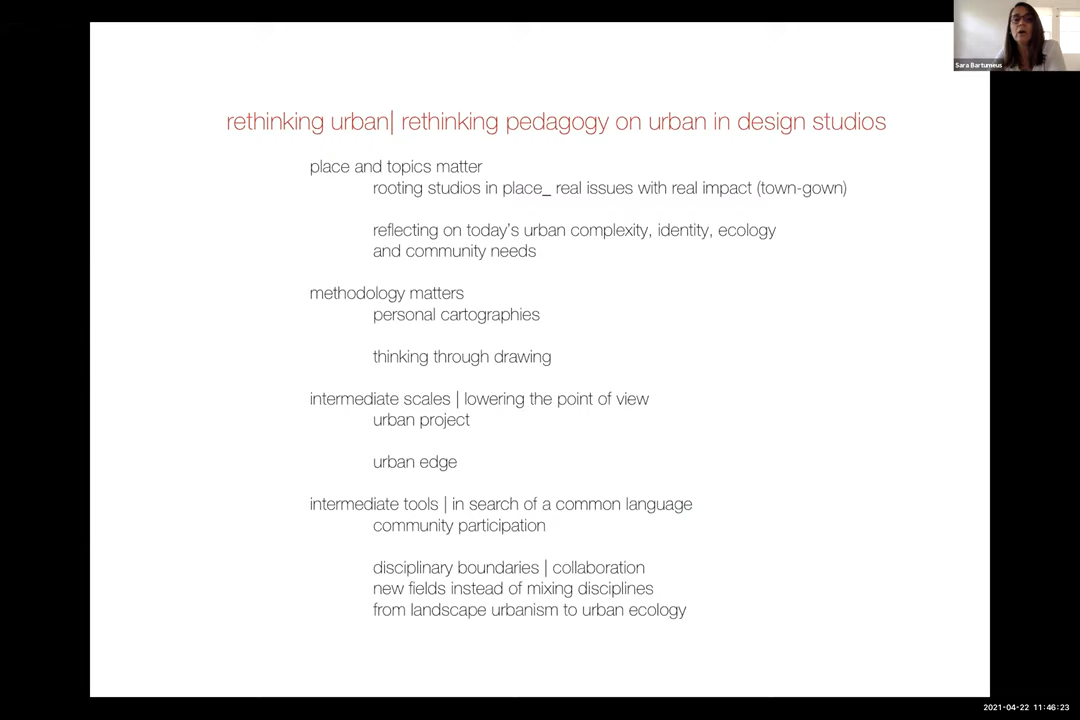 Sara Bartumeus
rethinking urban| rethinking pedagogy on urban in design studios
place and topics matter
rooting studios in place_ real issues with real impact (town-gown)
reflecting on today's urban complexity, identity, ecology
and community needs
methodology matters
personal cartographies
thinking through drawing
intermediate scales | lowering the point of view
urban project
urban edge
intermediate tools | in search of a common language
community participation
disciplinary boundaries | collaboration
new fields instead of mixing disciplines
from landscape urbanism to urban ecology
2021-04-22 11:46:23